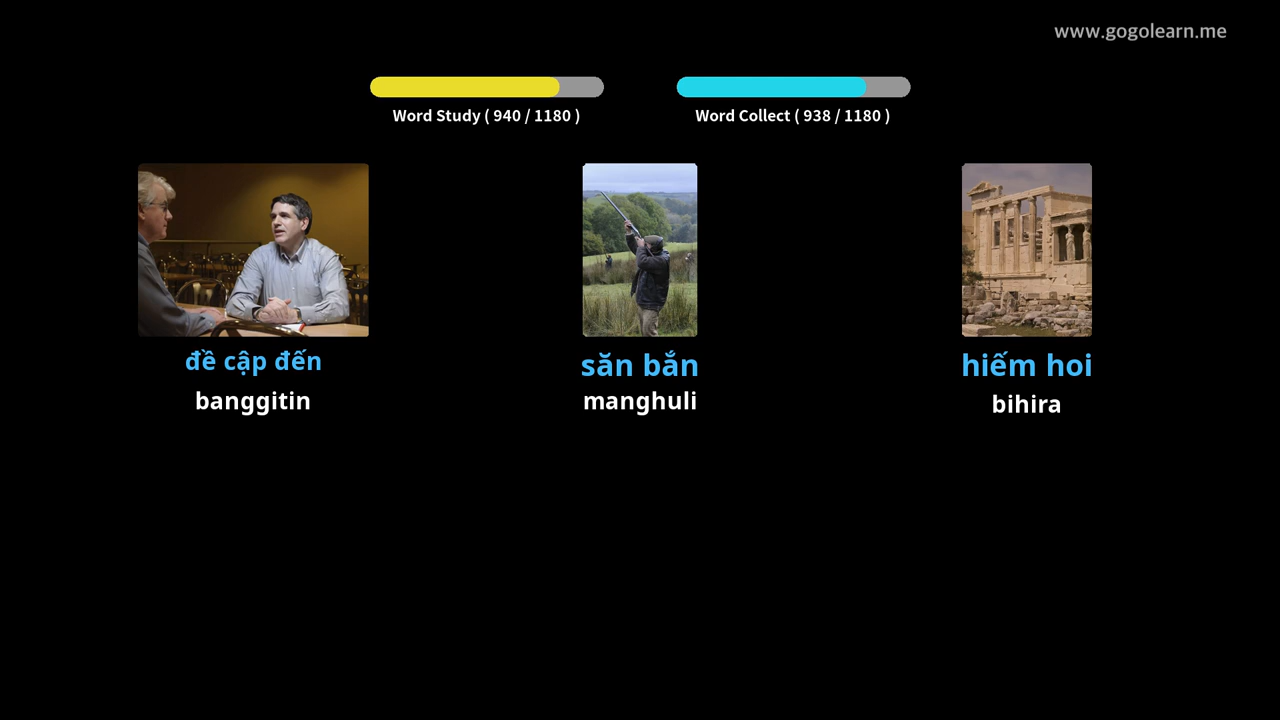 www.gogolearn.me
Word Study ( 940 / 1180 )
Word Collect ( 938 / 1180 )
đề cập đến
banggitin
săn bắn
manghuli
hiếm hoi
bihira